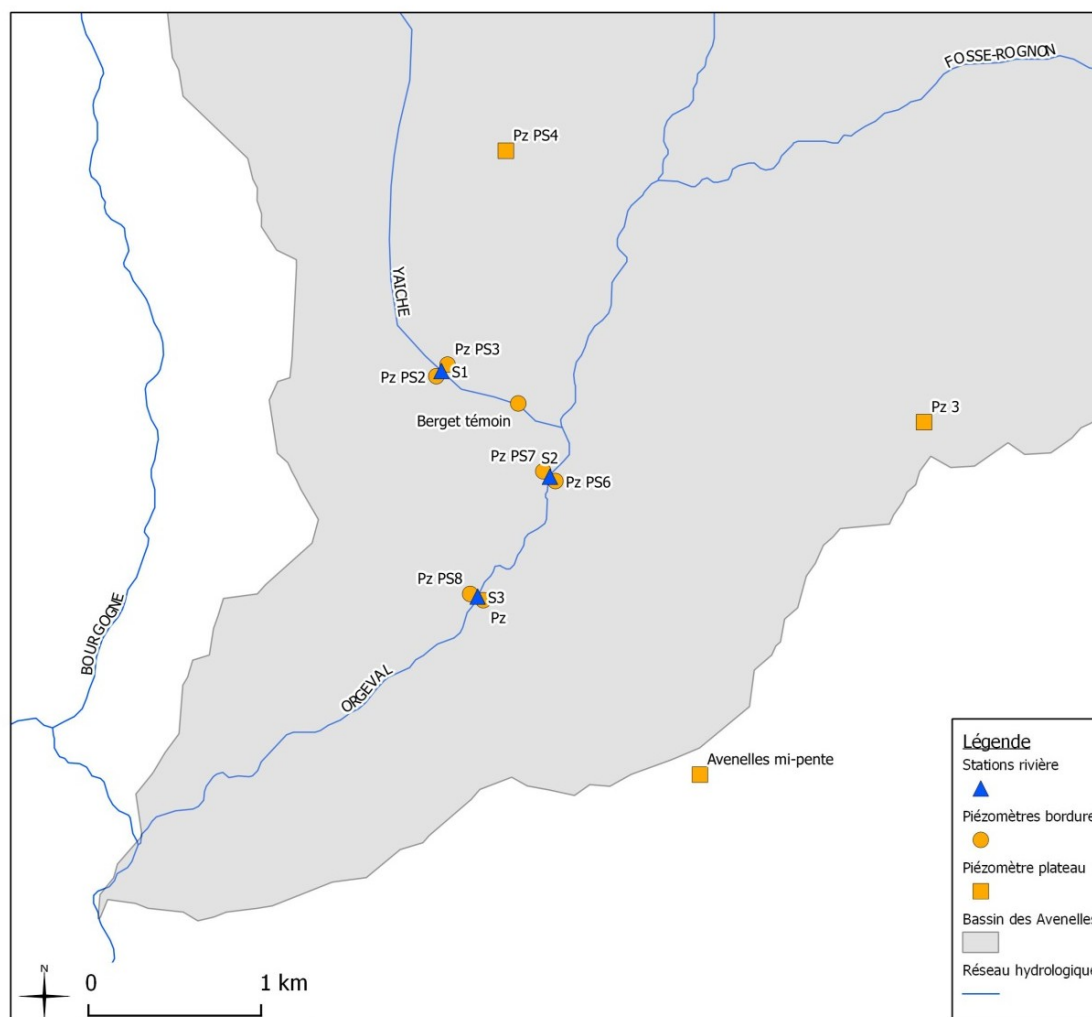 FOSSE-ROGNON
Pz PS4
YAICHE
Pz PS3
S1
Pz PS2
Berget témoin
Pz 3
Pz PS7
S2
Pz PS6
Pz PS8
S3
Pz
BOURGOGNE
ORGEVAL
Avenelles mi-pente
Légende
Stations rivière
Piézomètres bordure
Piézomètre plateau
Bassin des Avenelles
Réseau hydrologique
N
0 1 km